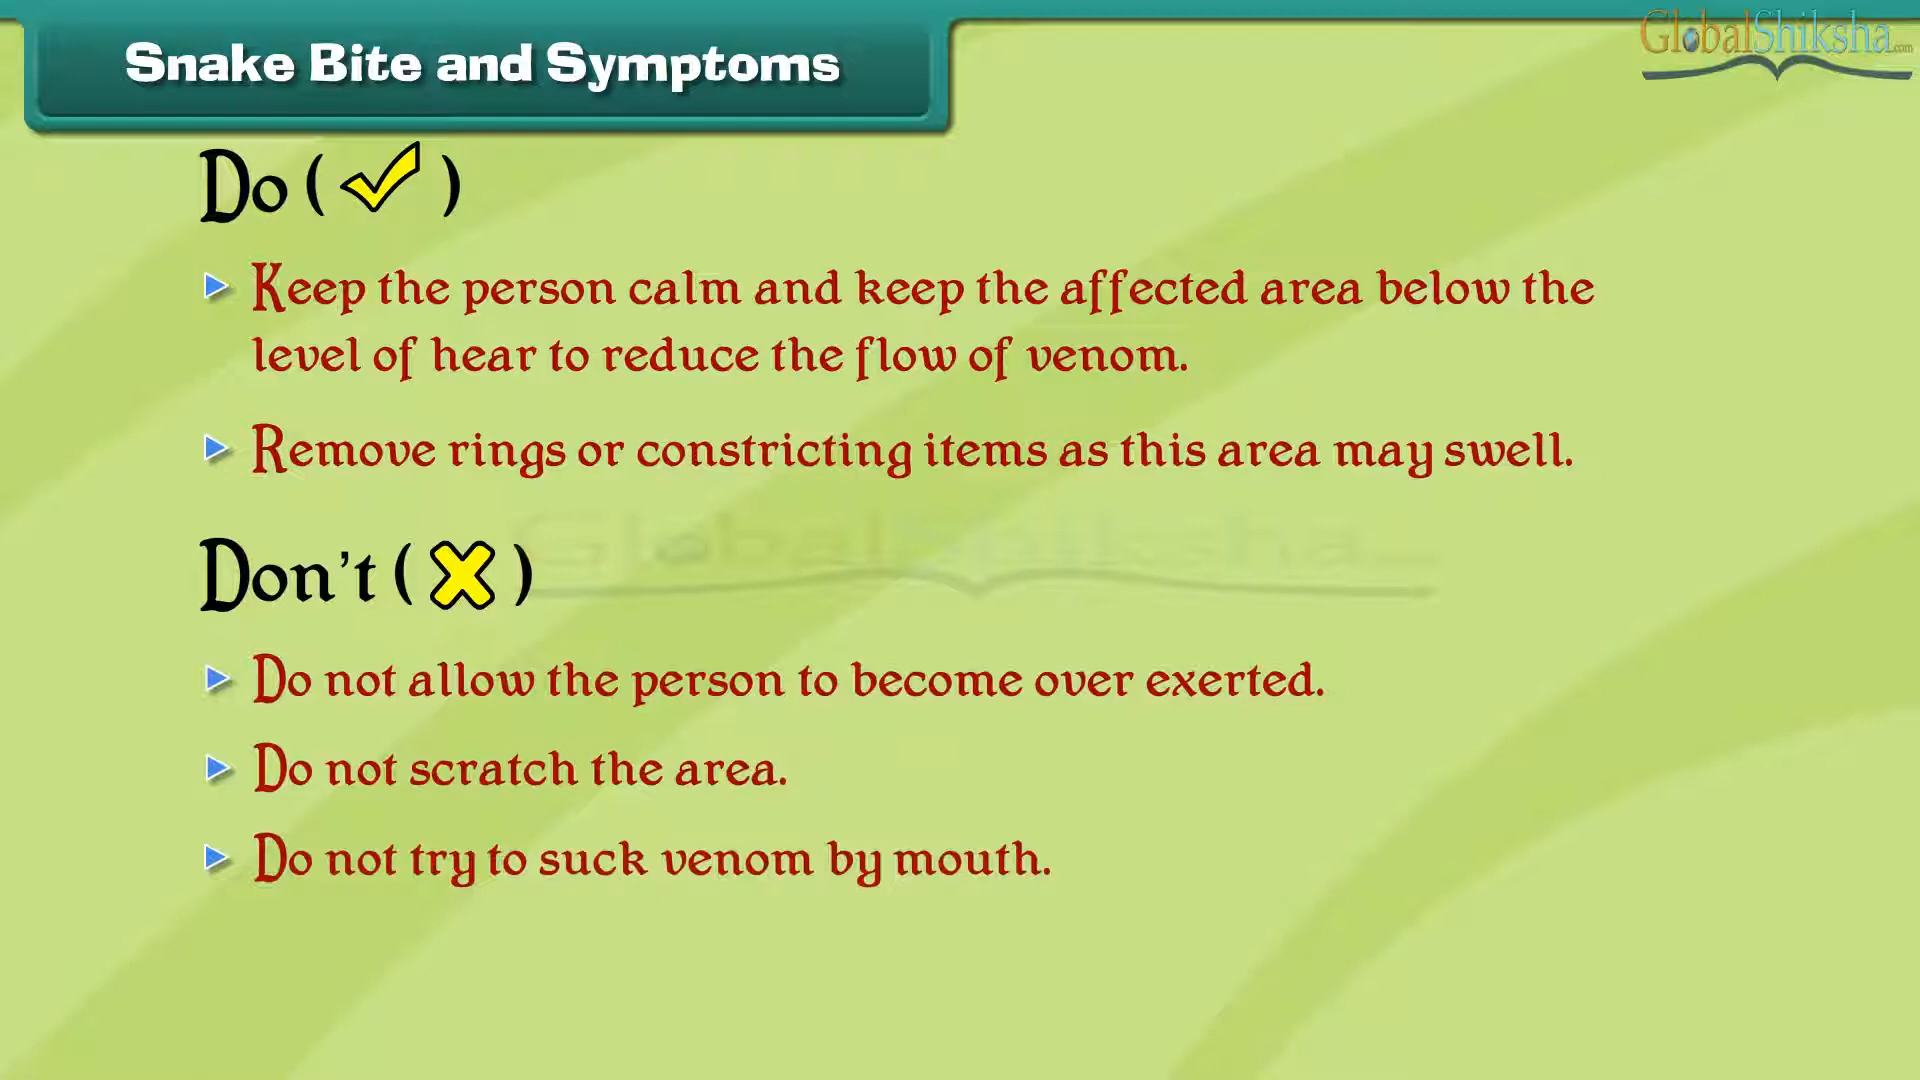 Snake Bite and Symptoms
GlobalShiksha.com
Do ( )
Keep the person calm and keep the affected area below the
level of hear to reduce the flow of venom.
Remove rings or constricting items as this area may swell.
Don't ( )
GlobalShiksha
Do not allow the person to become over exerted.
Do not scratch the area.
Do not try to suck venom by mouth.